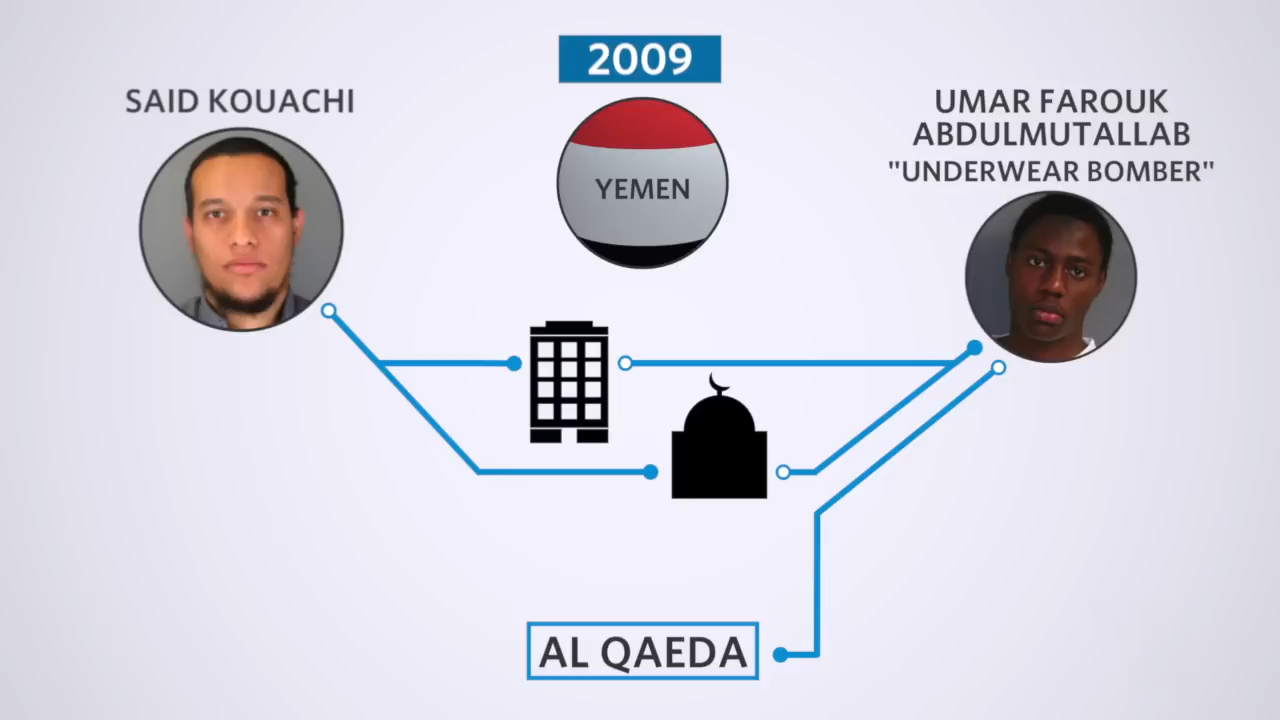 2009
SAID KOUACHI
YEMEN
UMAR FAROUK
ABDULMUTALLAB
"UNDERWEAR BOMBER"
AL QAEDA